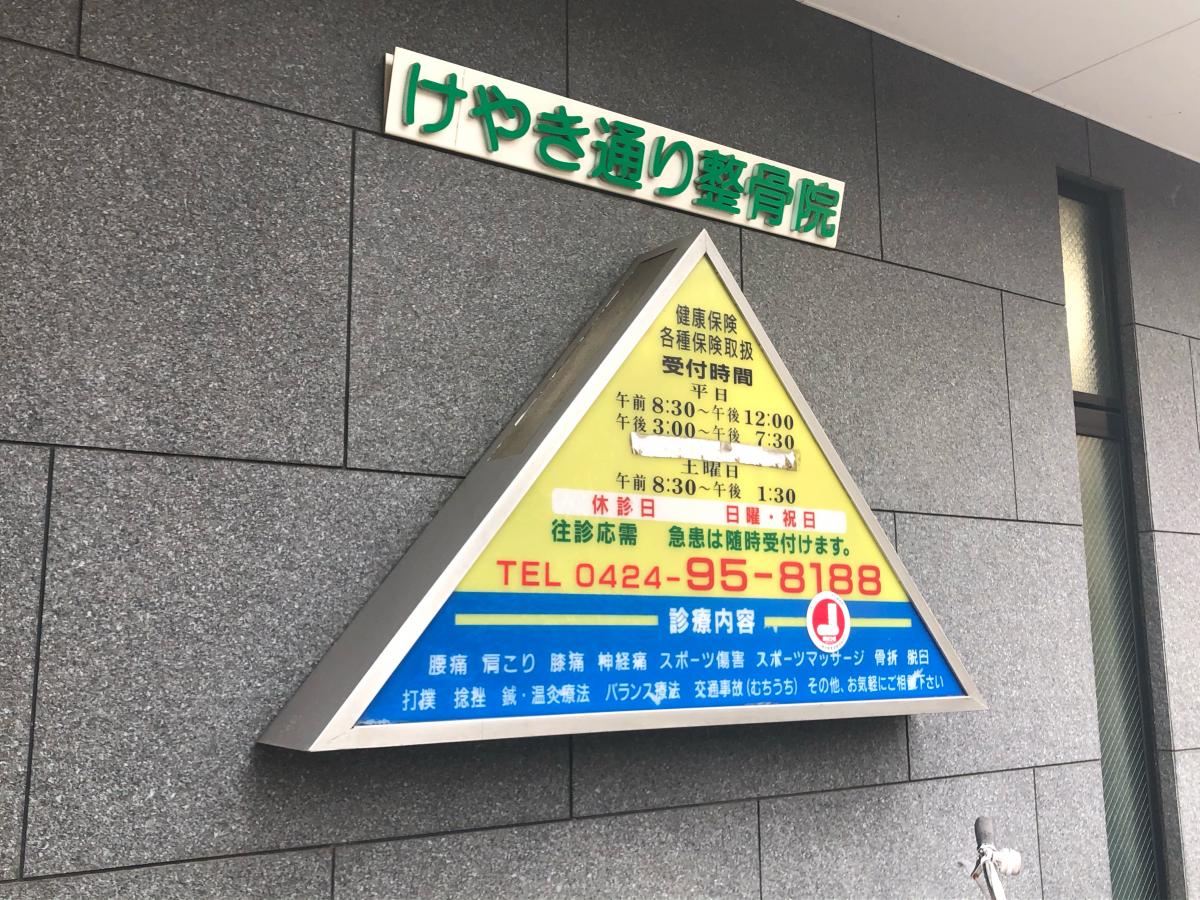 けやき通り整骨院
健康保険
各種保険取扱
受付時間
平日
午前8:30～午後12:00
午後3:00～午後 7:30
土曜日
午前8:30～午後 1:30
休診日 日曜・祝日
往診応需 急患は随時受付けます。
TEL 0424-95-8188
診療内容
腰痛 肩こり 膝痛 神経痛 スポーツ傷害 スポーツマッサージ 骨折 脱臼
打撲 捻挫 鍼・温灸療法 バランス療法 交通事故(むちうち) その他、お気軽にご相談下さい